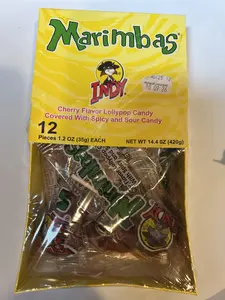 Marimbas
INDY
Cherry Flavor Lollypop Candy
Covered With Spicy and Sour Candy
12
Pieces 1.2 OZ (35g) EACH
NET WT 14.4 OZ (420g)